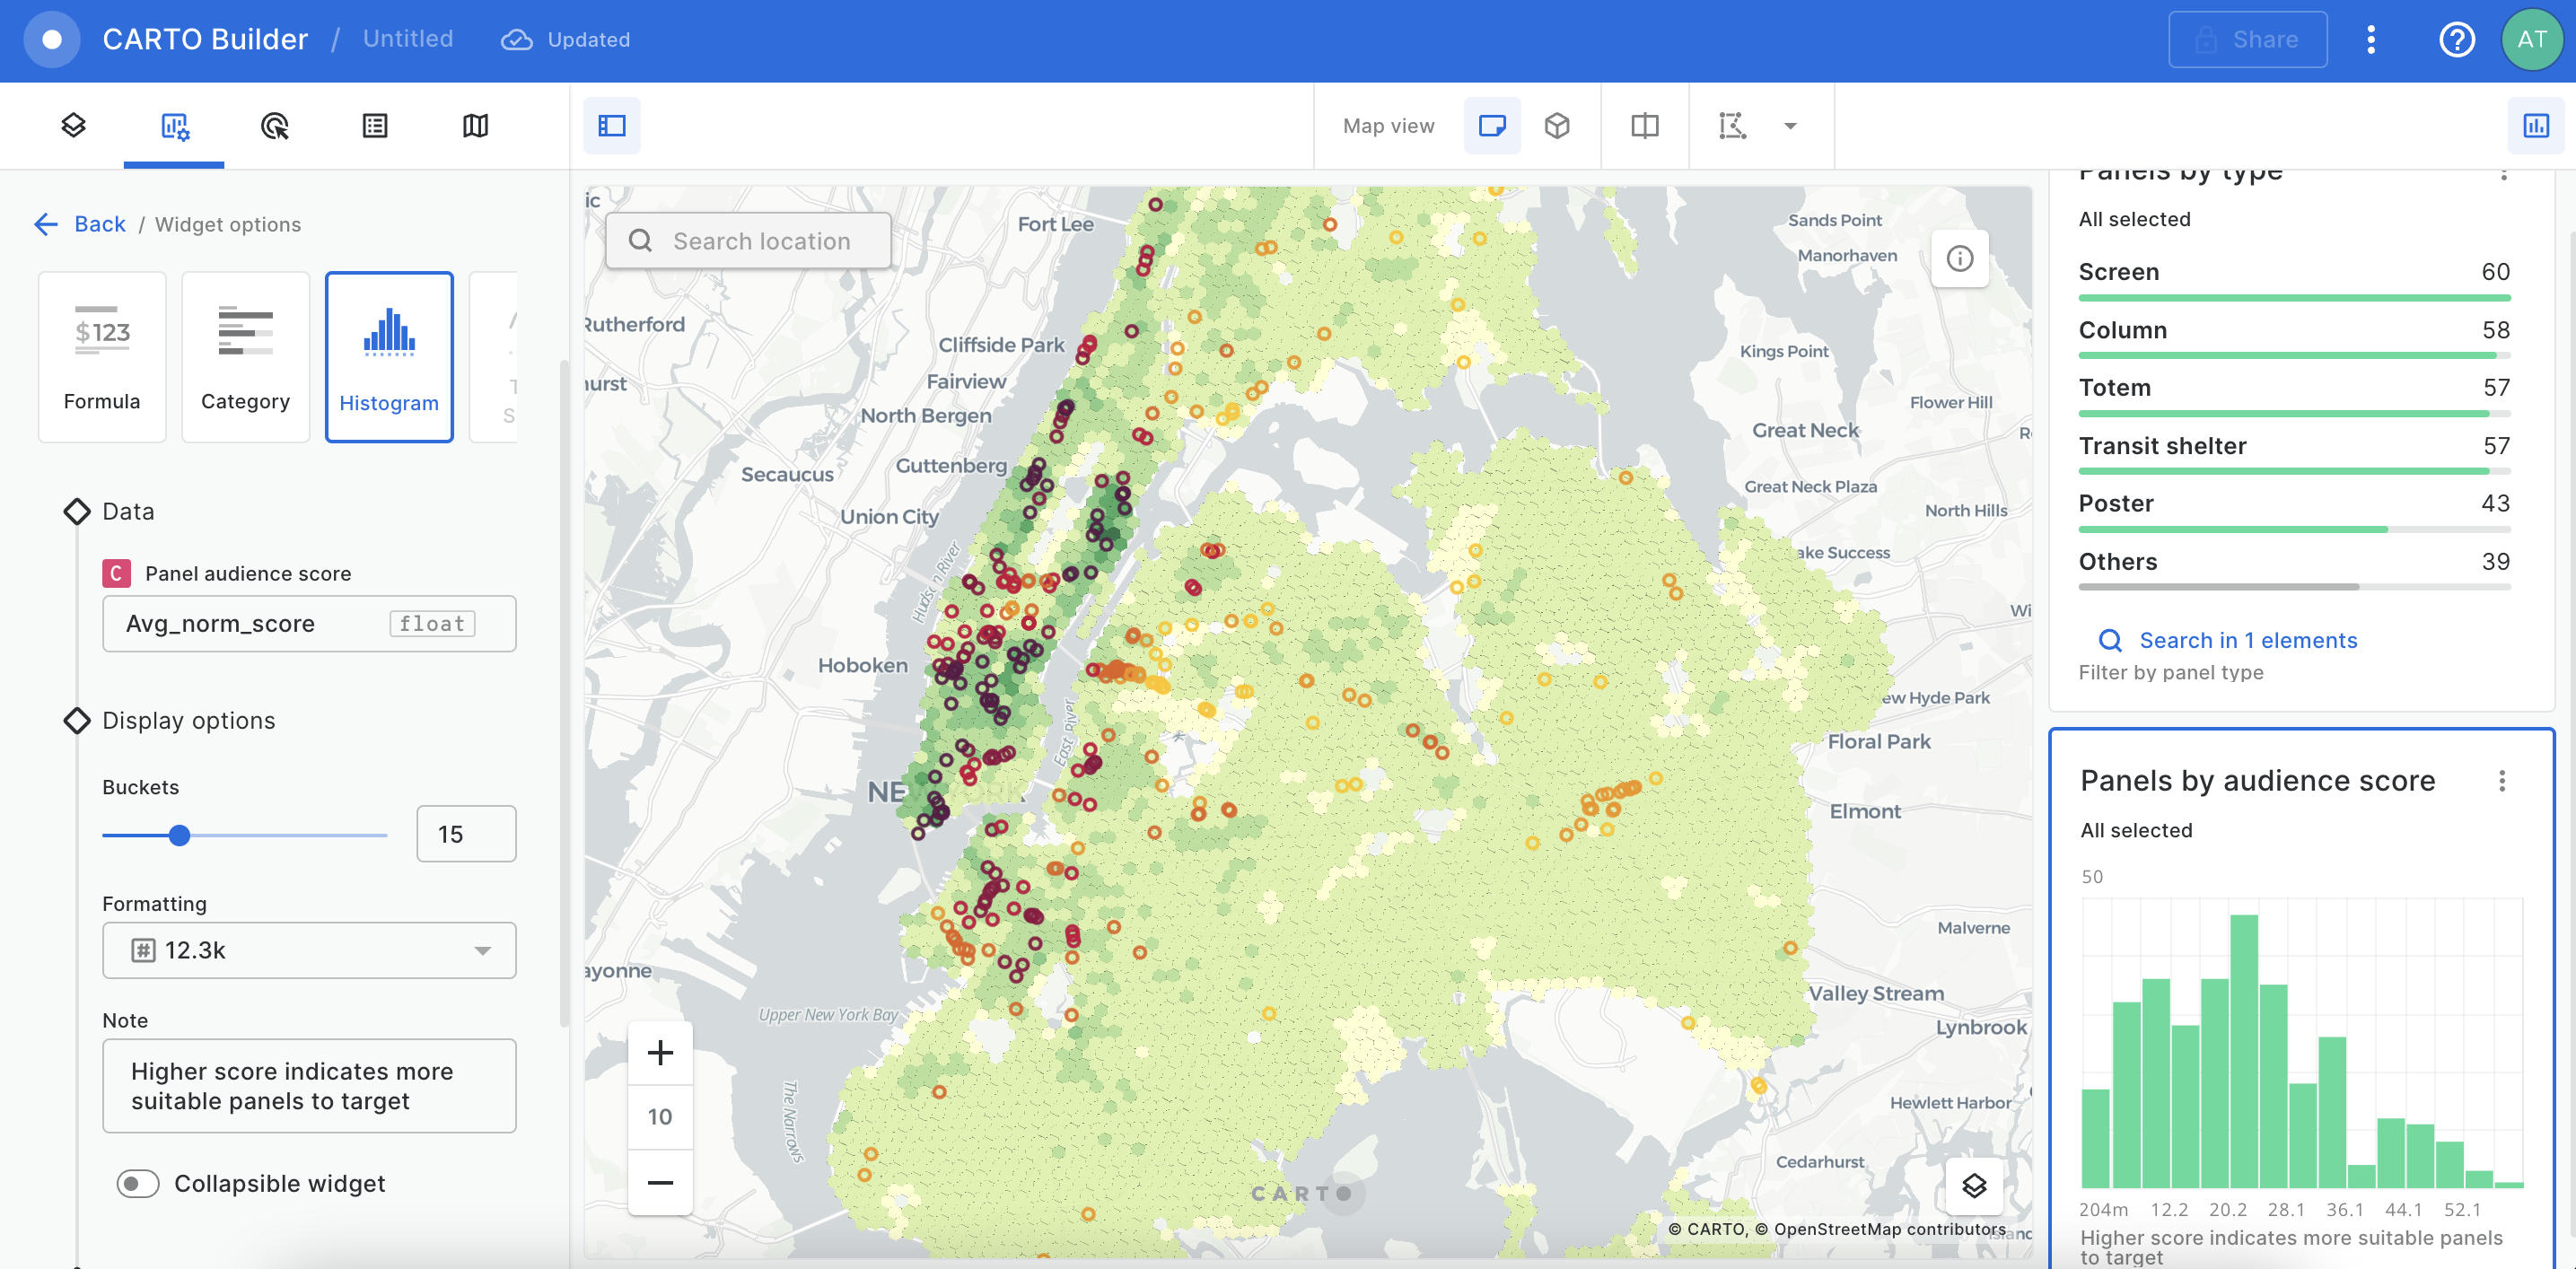 CARTO Builder / Untitled Updated
Share
AT
Map view
Back / Widget options
$123
Formula
Category
Histogram
Data
C Panel audience score
Avg_norm_score float
Display options
Buckets
15
Formatting
12.3k
Note
Higher score indicates more
suitable panels to target
Collapsible widget
Search location
Fort Lee
Sands Point
Manorhaven
Rutherford
Cliffside Park
Kings Point
Fairview
North Bergen
Flower Hill
Great Neck
Guttenberg
Secaucus
Great Neck Plaza
Union City
North Hills
Lake Success
Hudson River
Hoboken
New Hyde Park
East River
Floral Park
NEW YORK
Elmont
Malverne
Valley Stream
Upper New York Bay
Lynbrook
The Narrows
Hewlett Harbor
Cedarhurst
10
CARTO
© CARTO, © OpenStreetMap contributors
Panels by type
All selected
Screen 60
Column 58
Totem 57
Transit shelter 57
Poster 43
Others 39
Search in 1 elements
Filter by panel type
Panels by audience score
All selected
50
204m 12.2 20.2 28.1 36.1 44.1 52.1
Higher score indicates more suitable panels
to target